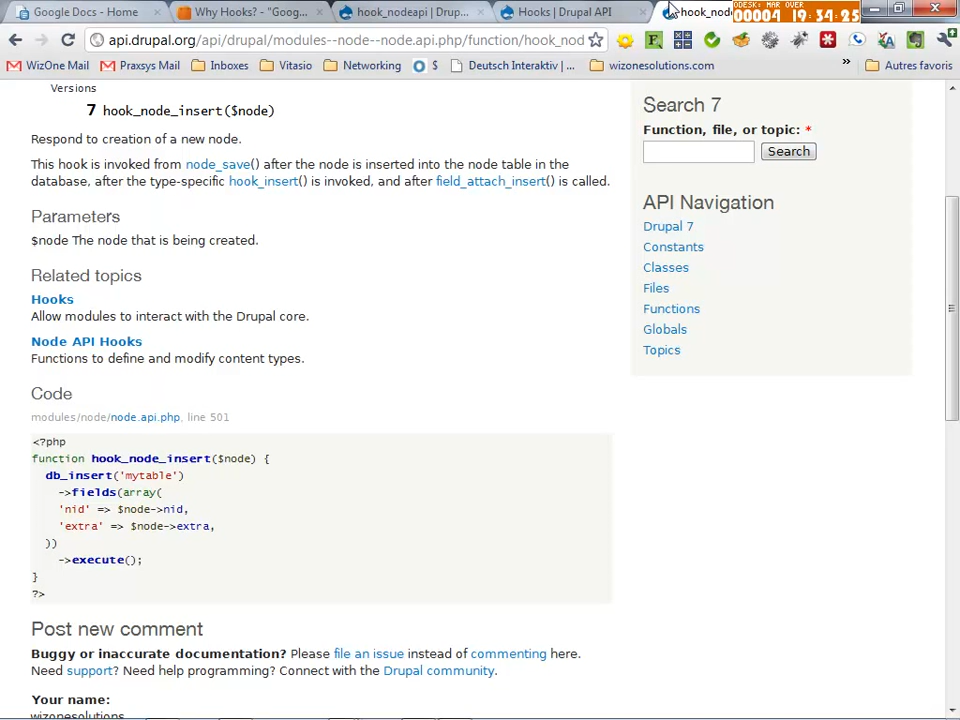 Google Docs - Home
Why Hooks? - "Goog...
hook_nodeapi | Drup...
Hooks | Drupal API
hook_nod
ODESK: MAR OVER
00004 19:34:25
api.drupal.org/api/drupal/modules--node--node.api.php/function/hook_nod
WizOne Mail
Praxsys Mail
Inboxes
Vitasio
Networking
$
Deutsch Interaktiv | ...
wizonesolutions.com
»
Autres favoris
Versions
7 hook_node_insert($node)
Respond to creation of a new node.
This hook is invoked from node_save() after the node is inserted into the node table in the
database, after the type-specific hook_insert() is invoked, and after field_attach_insert() is called.
Parameters
$node The node that is being created.
Related topics
Hooks
Allow modules to interact with the Drupal core.
Node API Hooks
Functions to define and modify content types.
Code
modules/node/node.api.php, line 501
<?php
function hook_node_insert($node) {
db_insert('mytable')
->fields(array(
'nid' => $node->nid,
'extra' => $node->extra,
))
->execute();
}
?>
Post new comment
Buggy or inaccurate documentation? Please file an issue instead of commenting here.
Need support? Need help programming? Connect with the Drupal community.
Your name:
wizonesolutions
Search 7
Function, file, or topic: *
Search
API Navigation
Drupal 7
Constants
Classes
Files
Functions
Globals
Topics